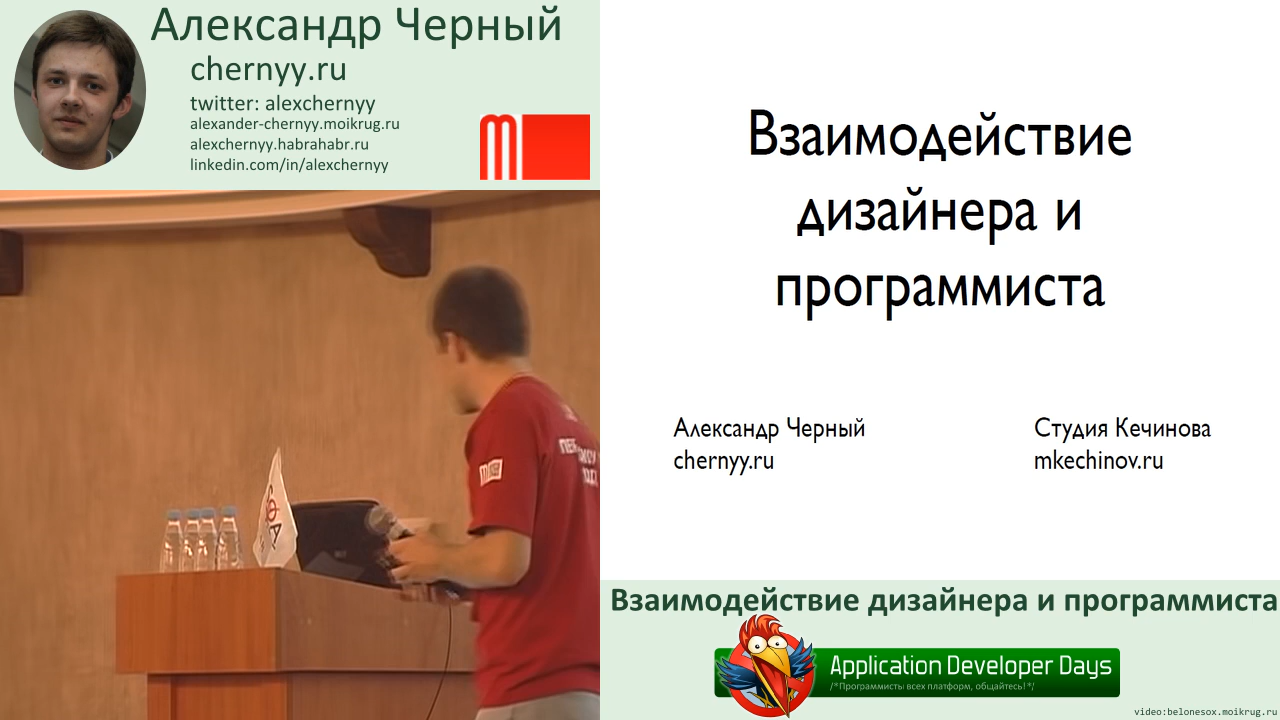 Александр Черный
chernyy.ru
twitter: alexchernyy
alexander-chernyy.moikrug.ru
alexchernyy.habrahabr.ru
linkedin.com/in/alexchernyy
Взаимодействие
дизайнера и
программиста
Александр Черный
chernyy.ru
Студия Кечинова
mkechinov.ru
Взаимодействие дизайнера и программиста
Application Developer Days
/*Программисты всех платформ, общайтесь!*/
video:belonesox.moikrug.ru